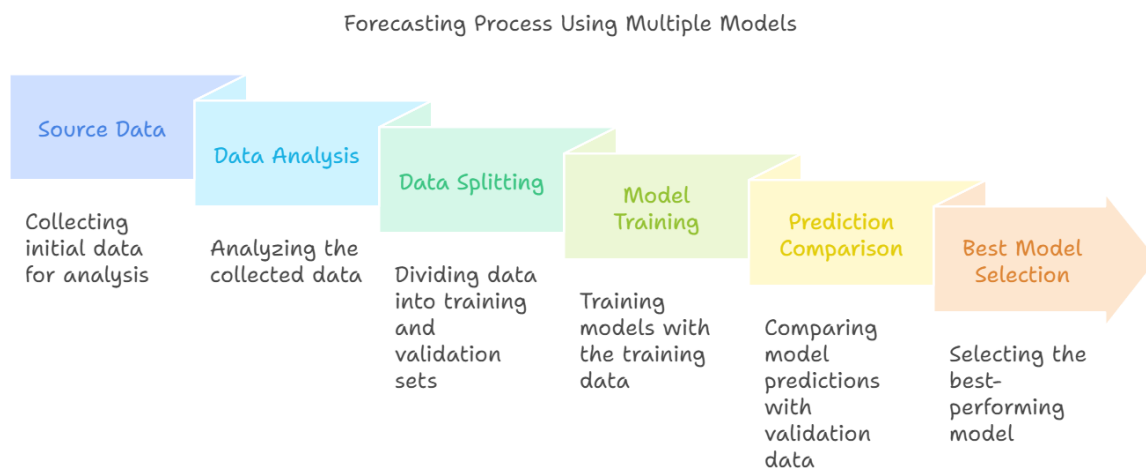 Forecasting Process Using Multiple Models
Source Data
Collecting
initial data
for analysis
Data Analysis
Analyzing the
collected data
Data Splitting
Dividing data
into training
and
validation
sets
Model
Training
Training
models with
the training
data
Prediction
Comparison
Comparing
model
predictions
with
validation
data
Best Model
Selection
Selecting the
best-
performing
model